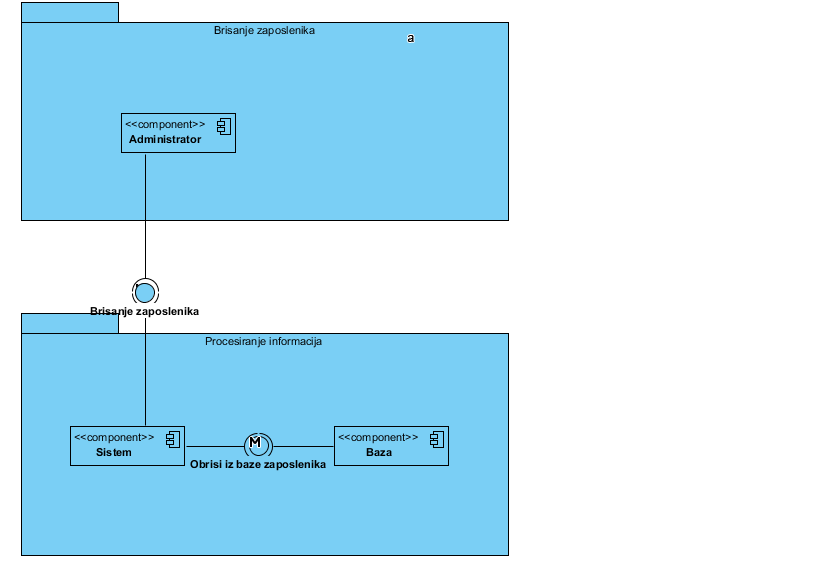 Brisanje zaposlenika
a
<<component>>
Administrator
Brisanje zaposlenika
Procesiranje informacija
<<component>>
Sistem
M
Obrisi iz baze zaposlenika
<<component>>
Baza